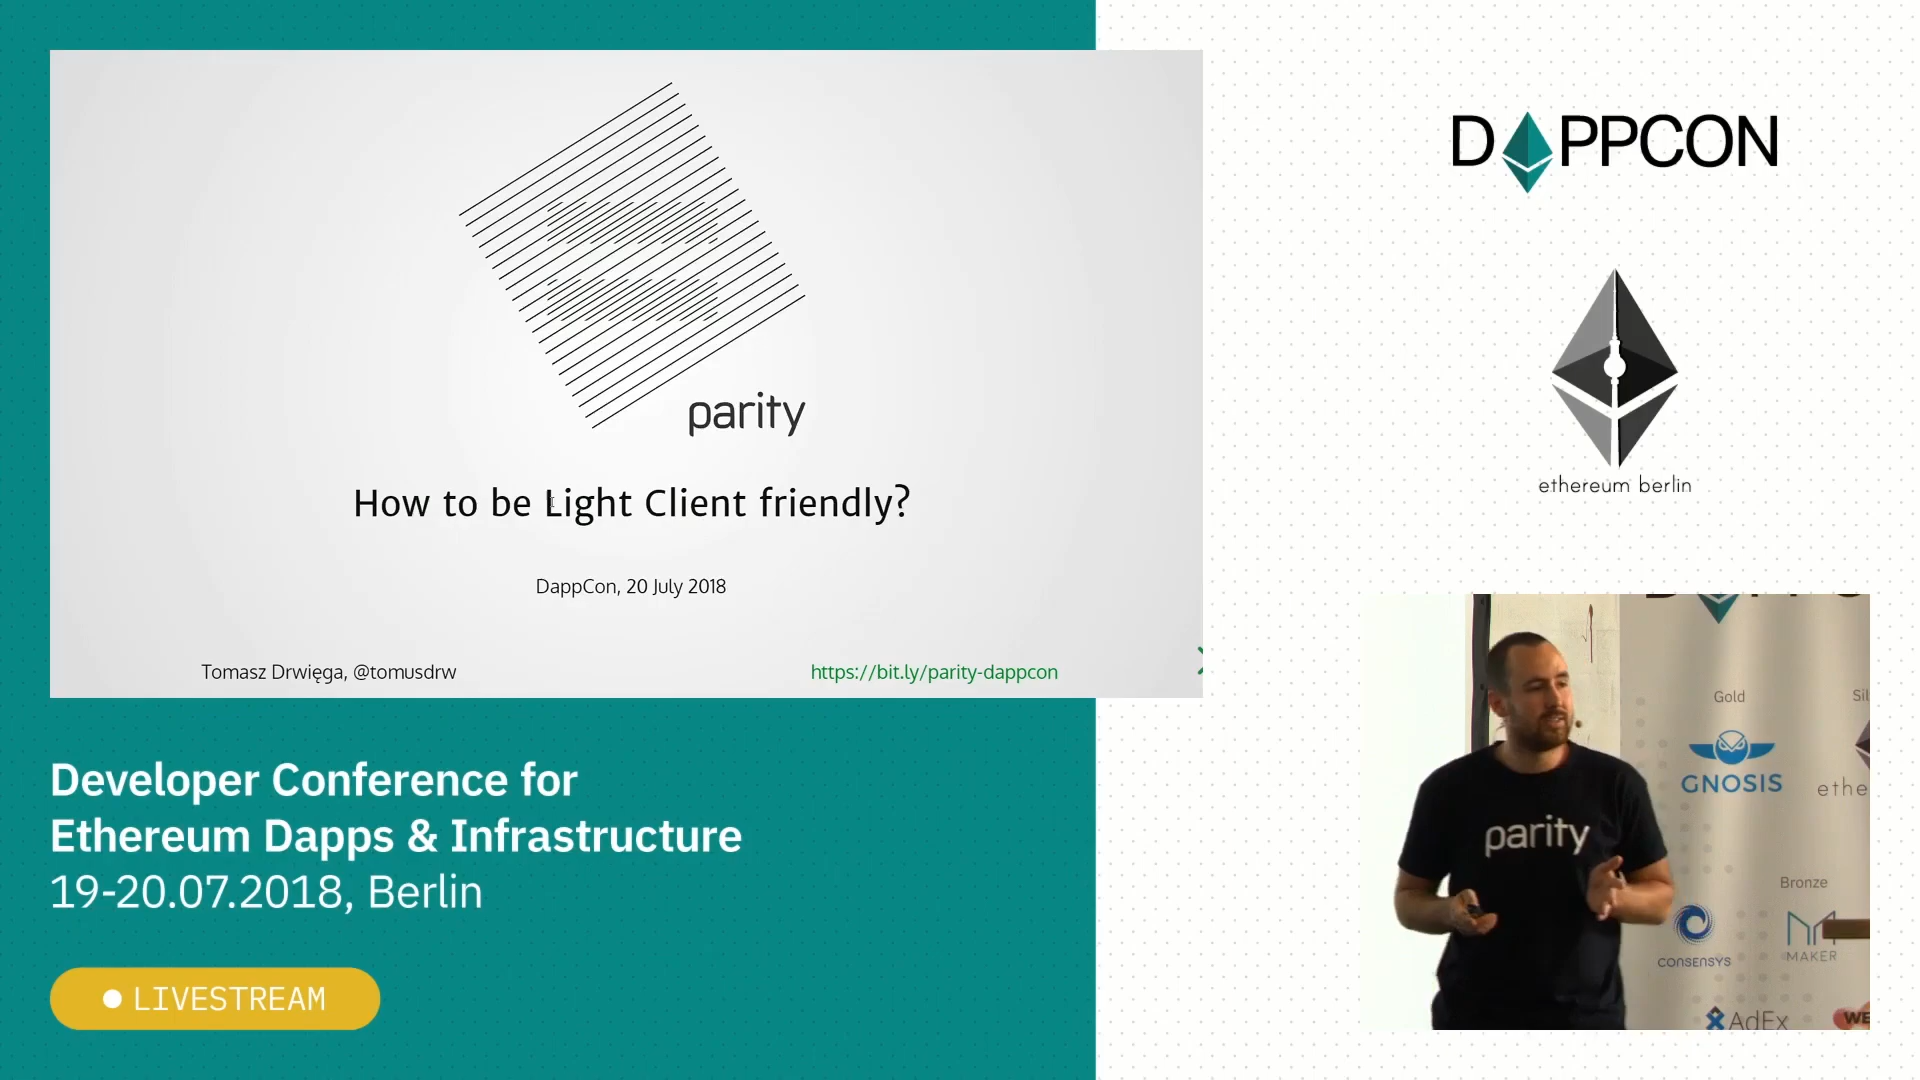 parity
How to be Light Client friendly?
DappCon, 20 July 2018
Tomasz Drwięga, @tomusdrw
https://bit.ly/parity-dappcon
Developer Conference for
Ethereum Dapps & Infrastructure
19-20.07.2018, Berlin
LIVESTREAM
DAPPCON
ethereum berlin
Gold
GNOSIS
parity
Bronze
CONSENSYS
MAKER
AdEx